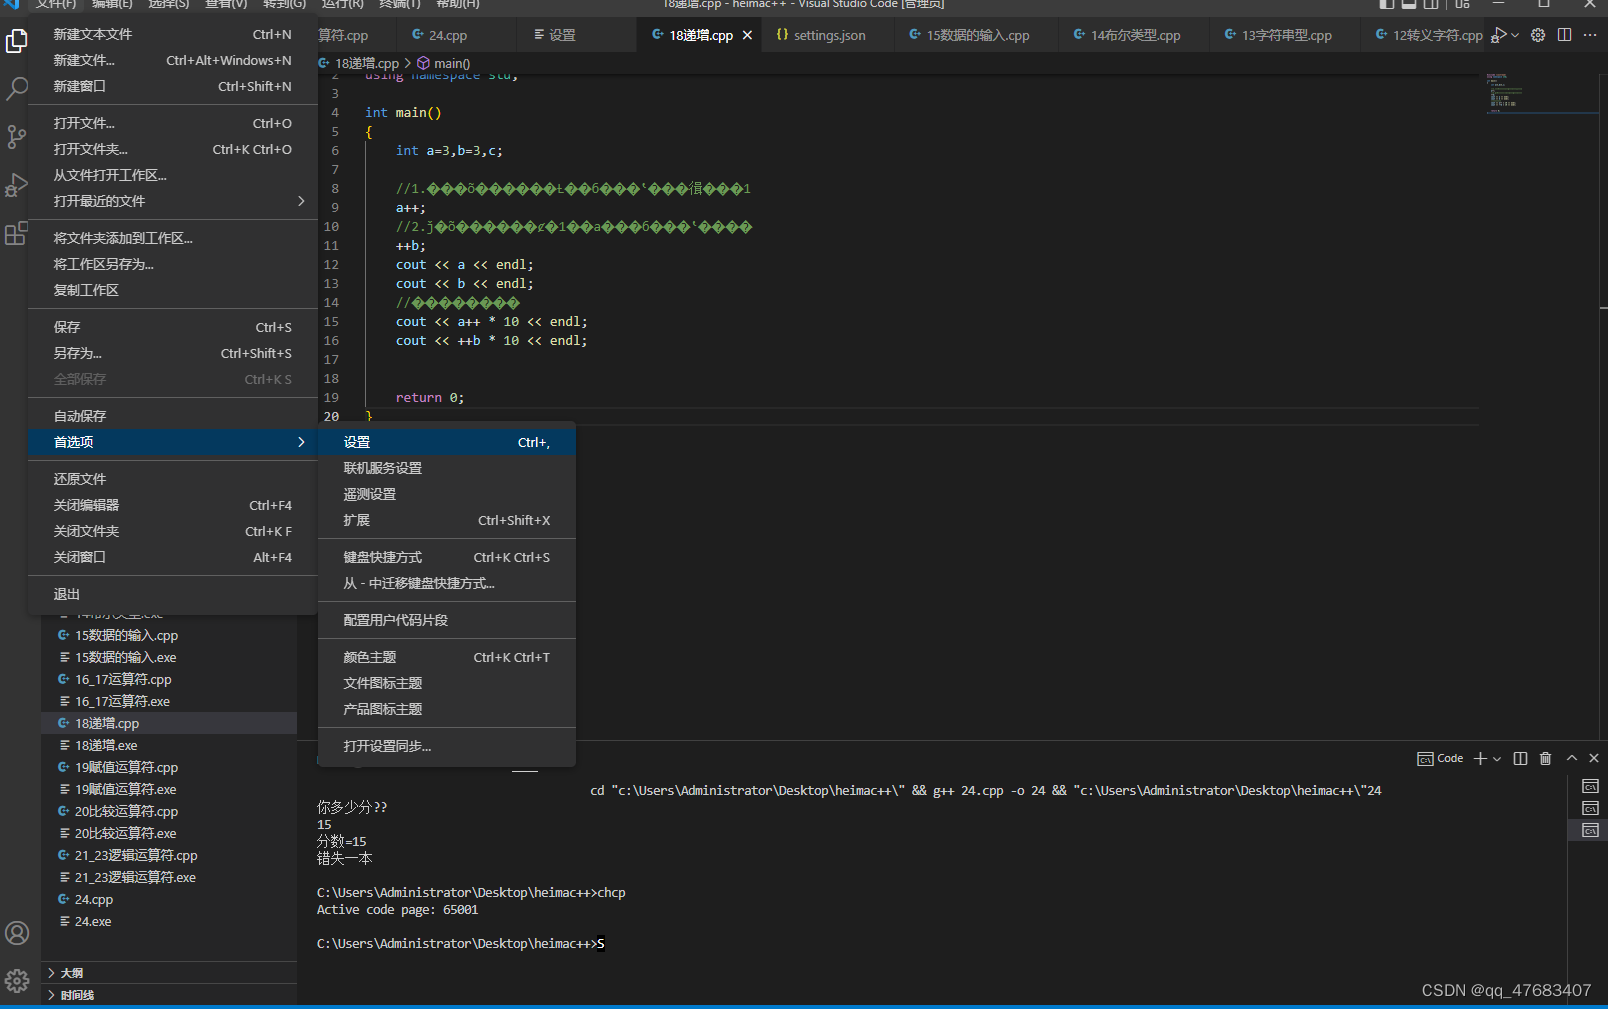 文件(F) 编辑(E) 选择(S) 查看(V) 转到(G) 运行(R) 终端(T) 帮助(H)
18递增.cpp - heimac++ - Visual Studio Code [管理员]
算符.cpp
24.cpp
设置
18递增.cpp
settings.json
15数据的输入.cpp
14布尔类型.cpp
13字符串型.cpp
12转义字符.cpp
18递增.cpp > main()
新建文本文件 Ctrl+N
新建文件... Ctrl+Alt+Windows+N
新建窗口 Ctrl+Shift+N
打开文件... Ctrl+O
打开文件夹... Ctrl+K Ctrl+O
从文件打开工作区...
打开最近的文件
将文件夹添加到工作区...
将工作区另存为...
复制工作区
保存 Ctrl+S
另存为... Ctrl+Shift+S
全部保存 Ctrl+K S
自动保存
首选项
还原文件
关闭编辑器 Ctrl+F4
关闭文件夹 Ctrl+K F
关闭窗口 Alt+F4
退出
2 using namespace std;
3
4 int main()
5 {
6 int a=3,b=3,c;
7
8 //1.���õ������Ł��6���‛���㣲���1
9 a++;
10 //2.ǰ�õ������ȼ�1��a���6���‛����
11 ++b;
12 cout << a << endl;
13 cout << b << endl;
14 //��������
15 cout << a++ * 10 << endl;
16 cout << ++b * 10 << endl;
17
18
19 return 0;
20 }
设置 Ctrl+,
联机服务设置
遥测设置
扩展 Ctrl+Shift+X
键盘快捷方式 Ctrl+K Ctrl+S
从 - 中迁移键盘快捷方式...
配置用户代码片段
颜色主题 Ctrl+K Ctrl+T
文件图标主题
产品图标主题
打开设置同步...
14布尔类型.exe
15数据的输入.cpp
15数据的输入.exe
16_17运算符.cpp
16_17运算符.exe
18递增.cpp
18递增.exe
19赋值运算符.cpp
19赋值运算符.exe
20比较运算符.cpp
20比较运算符.exe
21_23逻辑运算符.cpp
21_23逻辑运算符.exe
24.cpp
24.exe
大纲
时间线
Code
cd "c:\Users\Administrator\Desktop\heimac++\" && g++ 24.cpp -o 24 && "c:\Users\Administrator\Desktop\heimac++\"24
你多少分??
15
分数=15
错失一本
C:\Users\Administrator\Desktop\heimac++>chcp
Active code page: 65001
C:\Users\Administrator\Desktop\heimac++>S
CSDN @qq_47683407